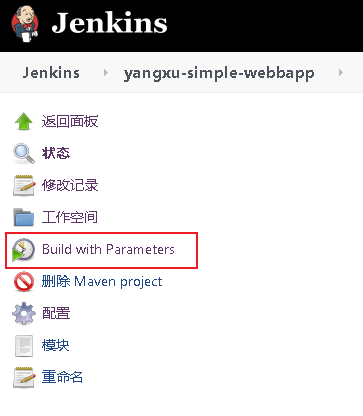 Jenkins
Jenkins yangxu-simple-webbapp
返回面板
状态
修改记录
工作空间
Build with Parameters
删除 Maven project
配置
模块
重命名